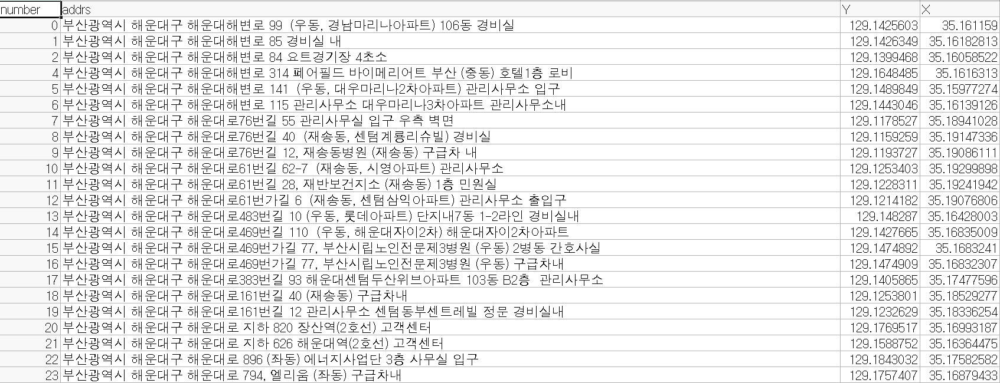 number addrs Y X
0 부산광역시 해운대구 해운대해변로 99  (우동, 경남마리나아파트) 106동 경비실 129.1425603 35.161159
1 부산광역시 해운대구 해운대해변로 85 경비실 내 129.1426349 35.16182813
2 부산광역시 해운대구 해운대해변로 84 요트경기장 4초소 129.1399468 35.16058522
4 부산광역시 해운대구 해운대해변로 314 페어필드 바이메리어트 부산 (중동) 호텔1층 로비 129.1648485 35.1616313
5 부산광역시 해운대구 해운대해변로 141  (우동, 대우마리나2차아파트) 관리사무소 입구 129.1489849 35.15977274
6 부산광역시 해운대구 해운대해변로 115 관리사무소 대우마리나3차아파트 관리사무소내 129.1443046 35.16139126
7 부산광역시 해운대구 해운대로76번길 55 관리사무실 입구 우측 벽면 129.1178527 35.18941028
8 부산광역시 해운대구 해운대로76번길 40  (재송동, 센텀계룡리슈빌) 경비실 129.1159259 35.19147336
9 부산광역시 해운대구 해운대로76번길 12, 재송동병원 (재송동) 구급차 내 129.1193727 35.19086111
10 부산광역시 해운대구 해운대로61번길 62-7  (재송동, 시영아파트) 관리사무소 129.1253403 35.19299898
11 부산광역시 해운대구 해운대로61번길 28, 재반보건지소 (재송동) 1층 민원실 129.1228311 35.19241942
12 부산광역시 해운대구 해운대로61번가길 6  (재송동, 센텀삼익아파트) 관리사무소 출입구 129.1214182 35.19076806
13 부산광역시 해운대구 해운대로483번길 10 (우동, 롯데아파트) 단지내7동 1-2라인 경비실내 129.148287 35.16428003
14 부산광역시 해운대구 해운대로469번길 110  (우동, 해운대자이2차) 해운대자이2차아파트 129.1427665 35.16835009
15 부산광역시 해운대구 해운대로469번가길 77, 부산시립노인전문제3병원 (우동) 2병동 간호사실 129.1474892 35.1683241
16 부산광역시 해운대구 해운대로469번가길 77, 부산시립노인전문제3병원 (우동) 구급차내 129.1474909 35.16832307
17 부산광역시 해운대구 해운대로383번길 93 해운대센텀두산위브아파트 103동 B2층  관리사무소 129.1405865 35.17477596
18 부산광역시 해운대구 해운대로161번길 40 (재송동) 구급차내 129.1253801 35.18529277
19 부산광역시 해운대구 해운대로161번길 12 관리사무소 센텀동부센트레빌 정문 경비실내 129.1232629 35.18336254
20 부산광역시 해운대구 해운대로 지하 820 장산역(2호선) 고객센터 129.1769517 35.16993187
21 부산광역시 해운대구 해운대로 지하 626 해운대역(2호선) 고객센터 129.1588752 35.16364475
22 부산광역시 해운대구 해운대로 896 (좌동) 에너지사업단 3층 사무실 입구 129.1843032 35.17582582
23 부산광역시 해운대구 해운대로 794, 엘리움 (좌동) 구급차내 129.1757407 35.16879433